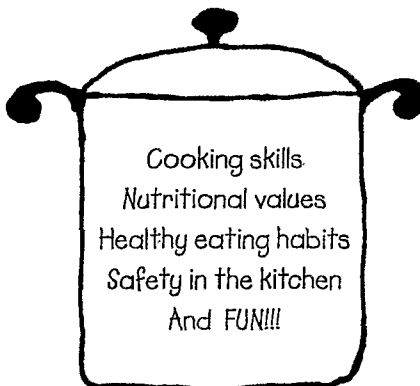 Cooking skills
Nutritional values
Healthy eating habits
Safety in the kitchen
And FUN!!!